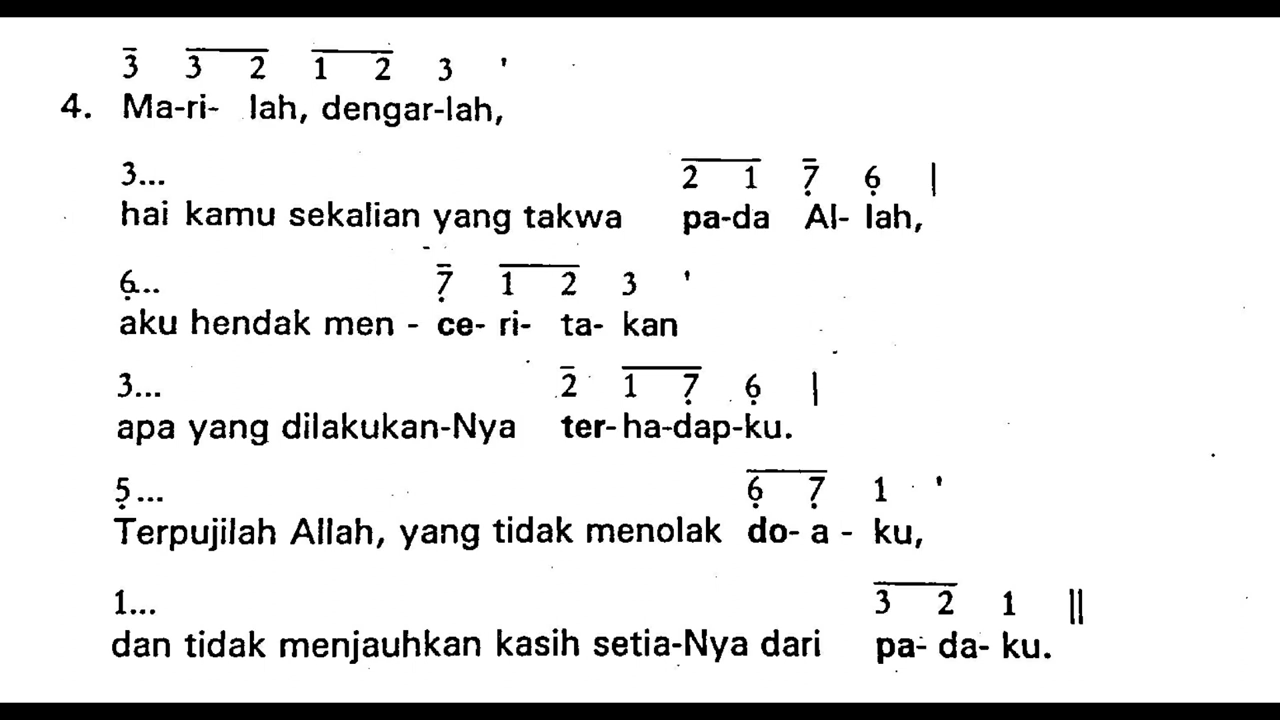 3 3 2 1 2 3 '
4. Ma-ri- lah, dengar-lah,
3... 2 1 7̣ 6̣ |
hai kamu sekalian yang takwa pa-da Al- lah,
6̣... 7̣ 1 2 3 '
aku hendak men - ce- ri- ta- kan
3... 2 1 7̣ 6̣ |
apa yang dilakukan-Nya ter-ha-dap-ku.
5̣... 6̣ 7̣ 1 '
Terpujilah Allah, yang tidak menolak do- a - ku,
1... 3 2 1 ||
dan tidak menjauhkan kasih setia-Nya dari pa- da- ku.